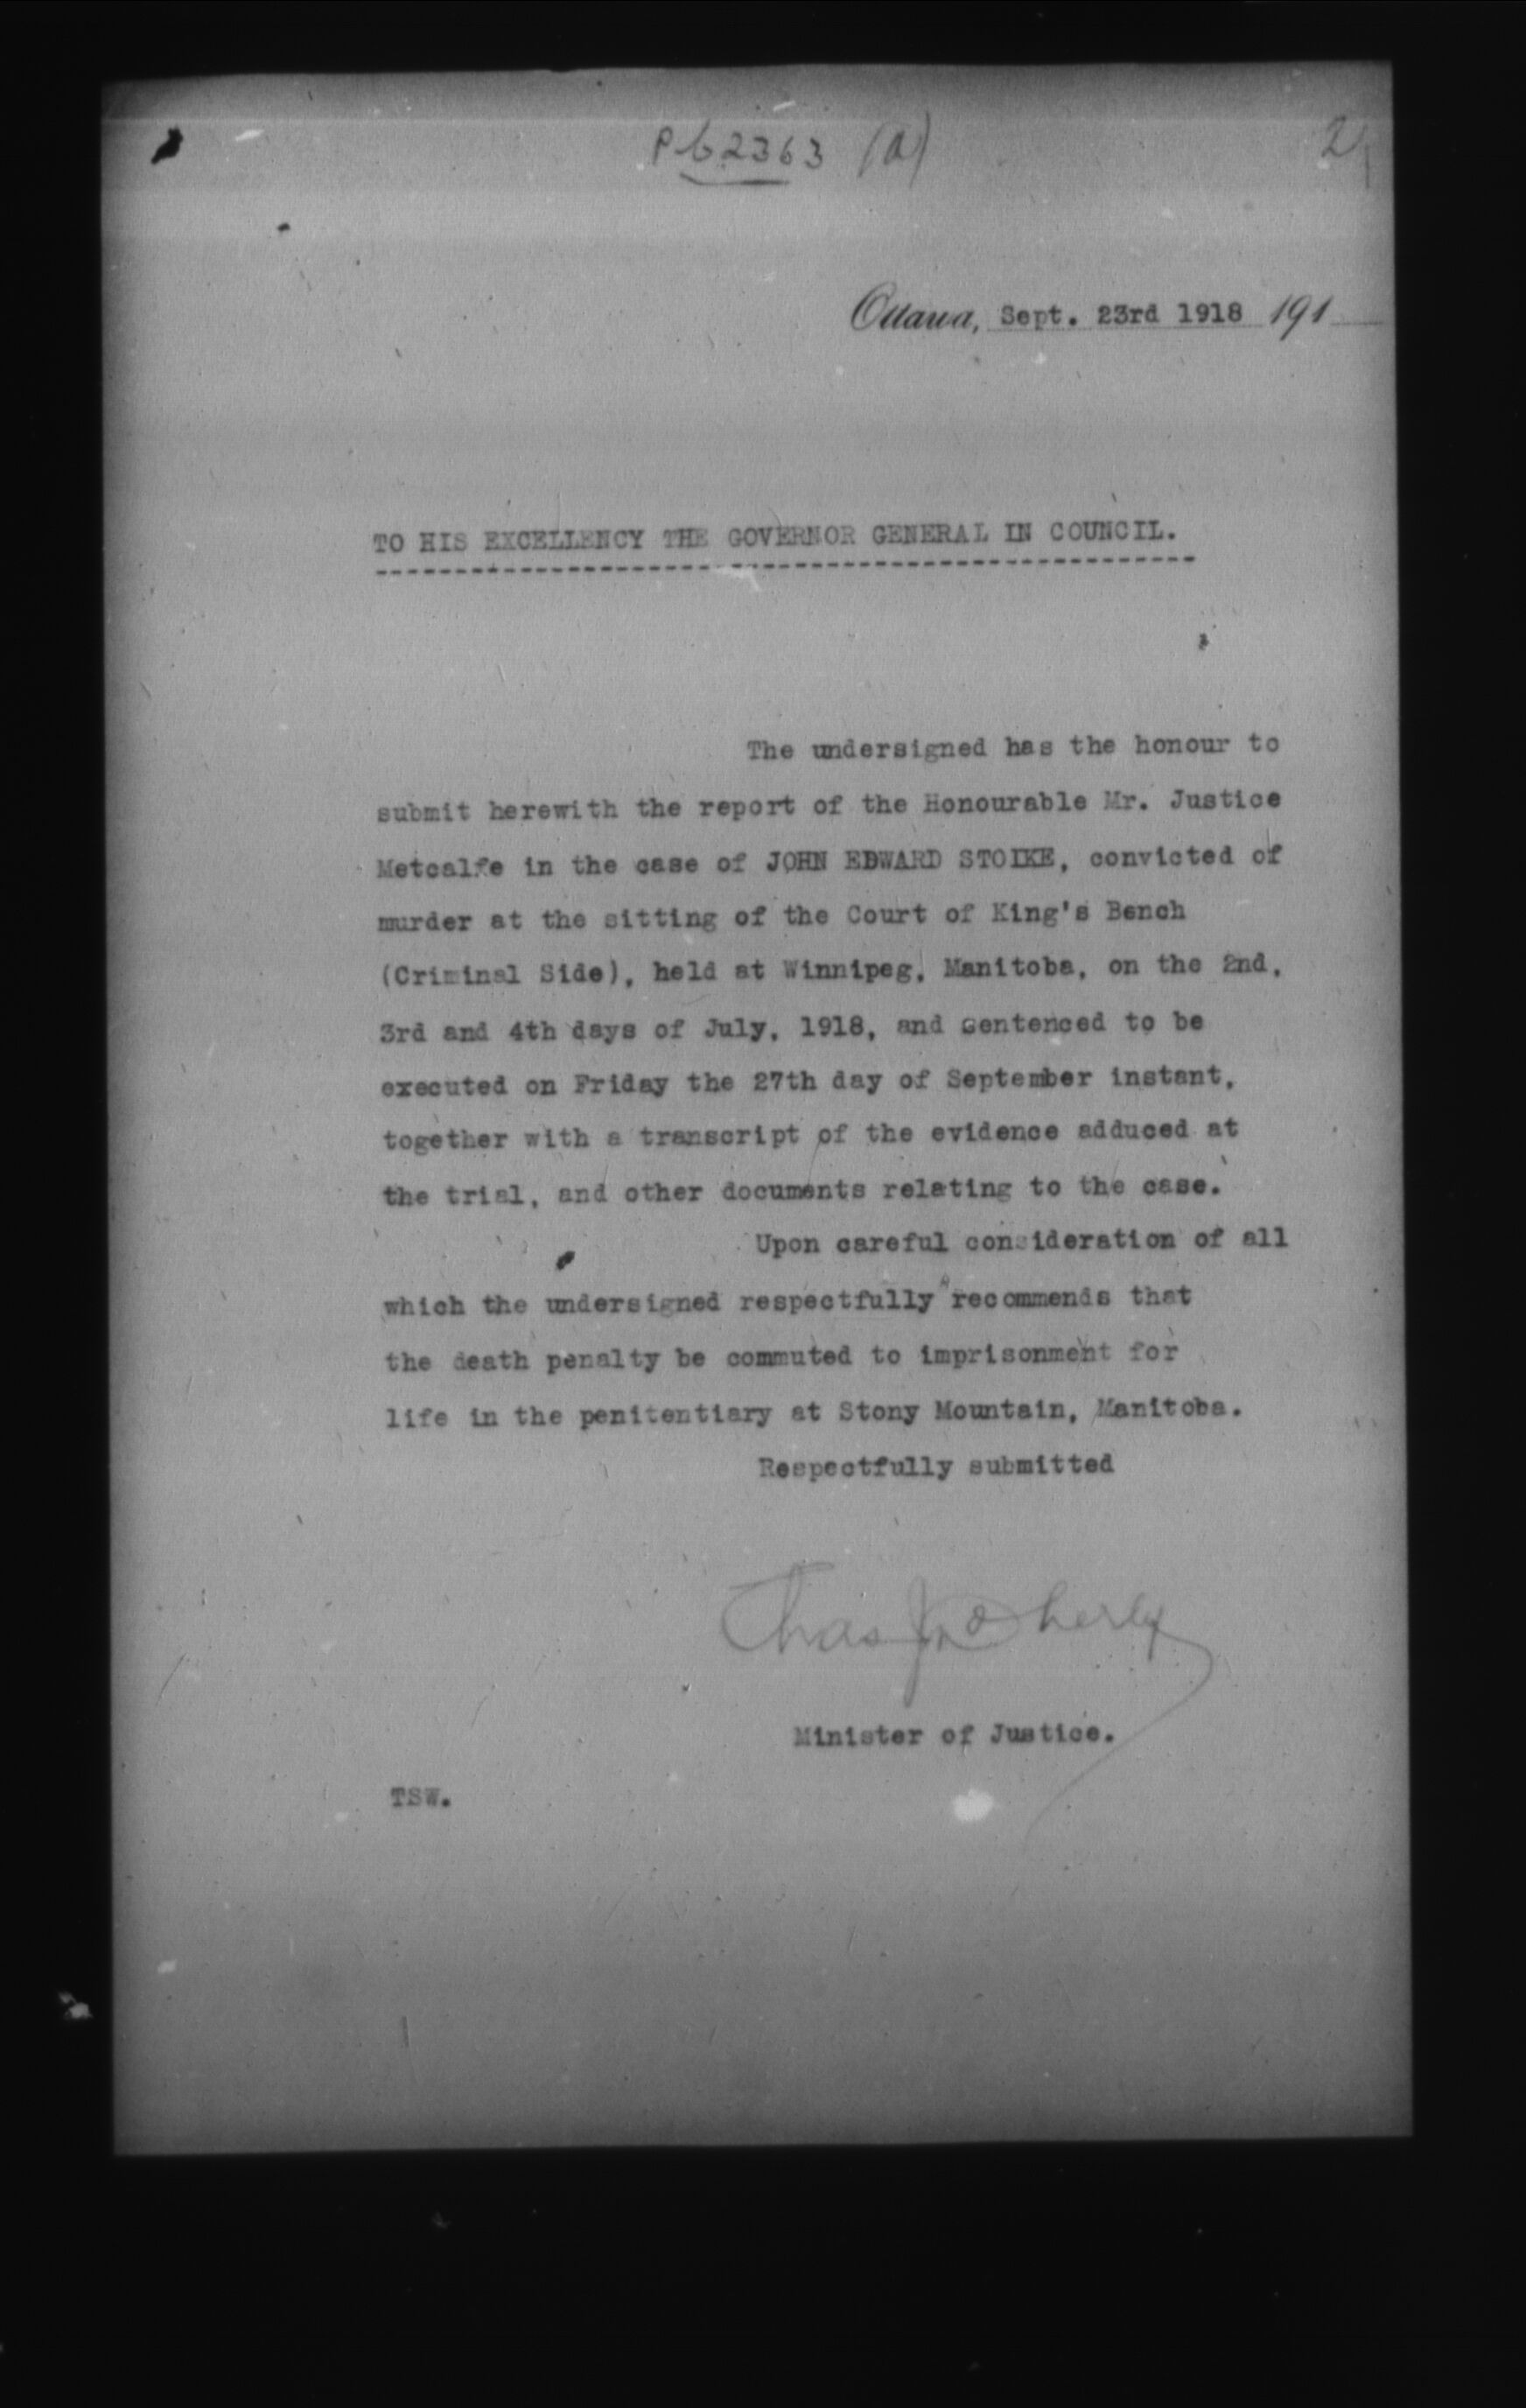 P.C. 2363 (a)
2
Ottawa, Sept. 23rd 1918 191
TO HIS EXCELLENCY THE GOVERNOR GENERAL IN COUNCIL.
The undersigned has the honour to
submit herewith the report of the Honourable Mr. Justice
Metcalfe in the case of JOHN EDWARD STOIKE, convicted of
murder at the sitting of the Court of King's Bench
(Criminal Side), held at Winnipeg, Manitoba, on the 2nd,
3rd and 4th days of July, 1918, and sentenced to be
executed on Friday the 27th day of September instant,
together with a transcript of the evidence adduced at
the trial, and other documents relating to the case.
Upon careful consideration of all
which the undersigned respectfully recommends that
the death penalty be commuted to imprisonment for
life in the penitentiary at Stony Mountain, Manitoba.
Respectfully submitted
Chas J Doherty
Minister of Justice.
TSW.